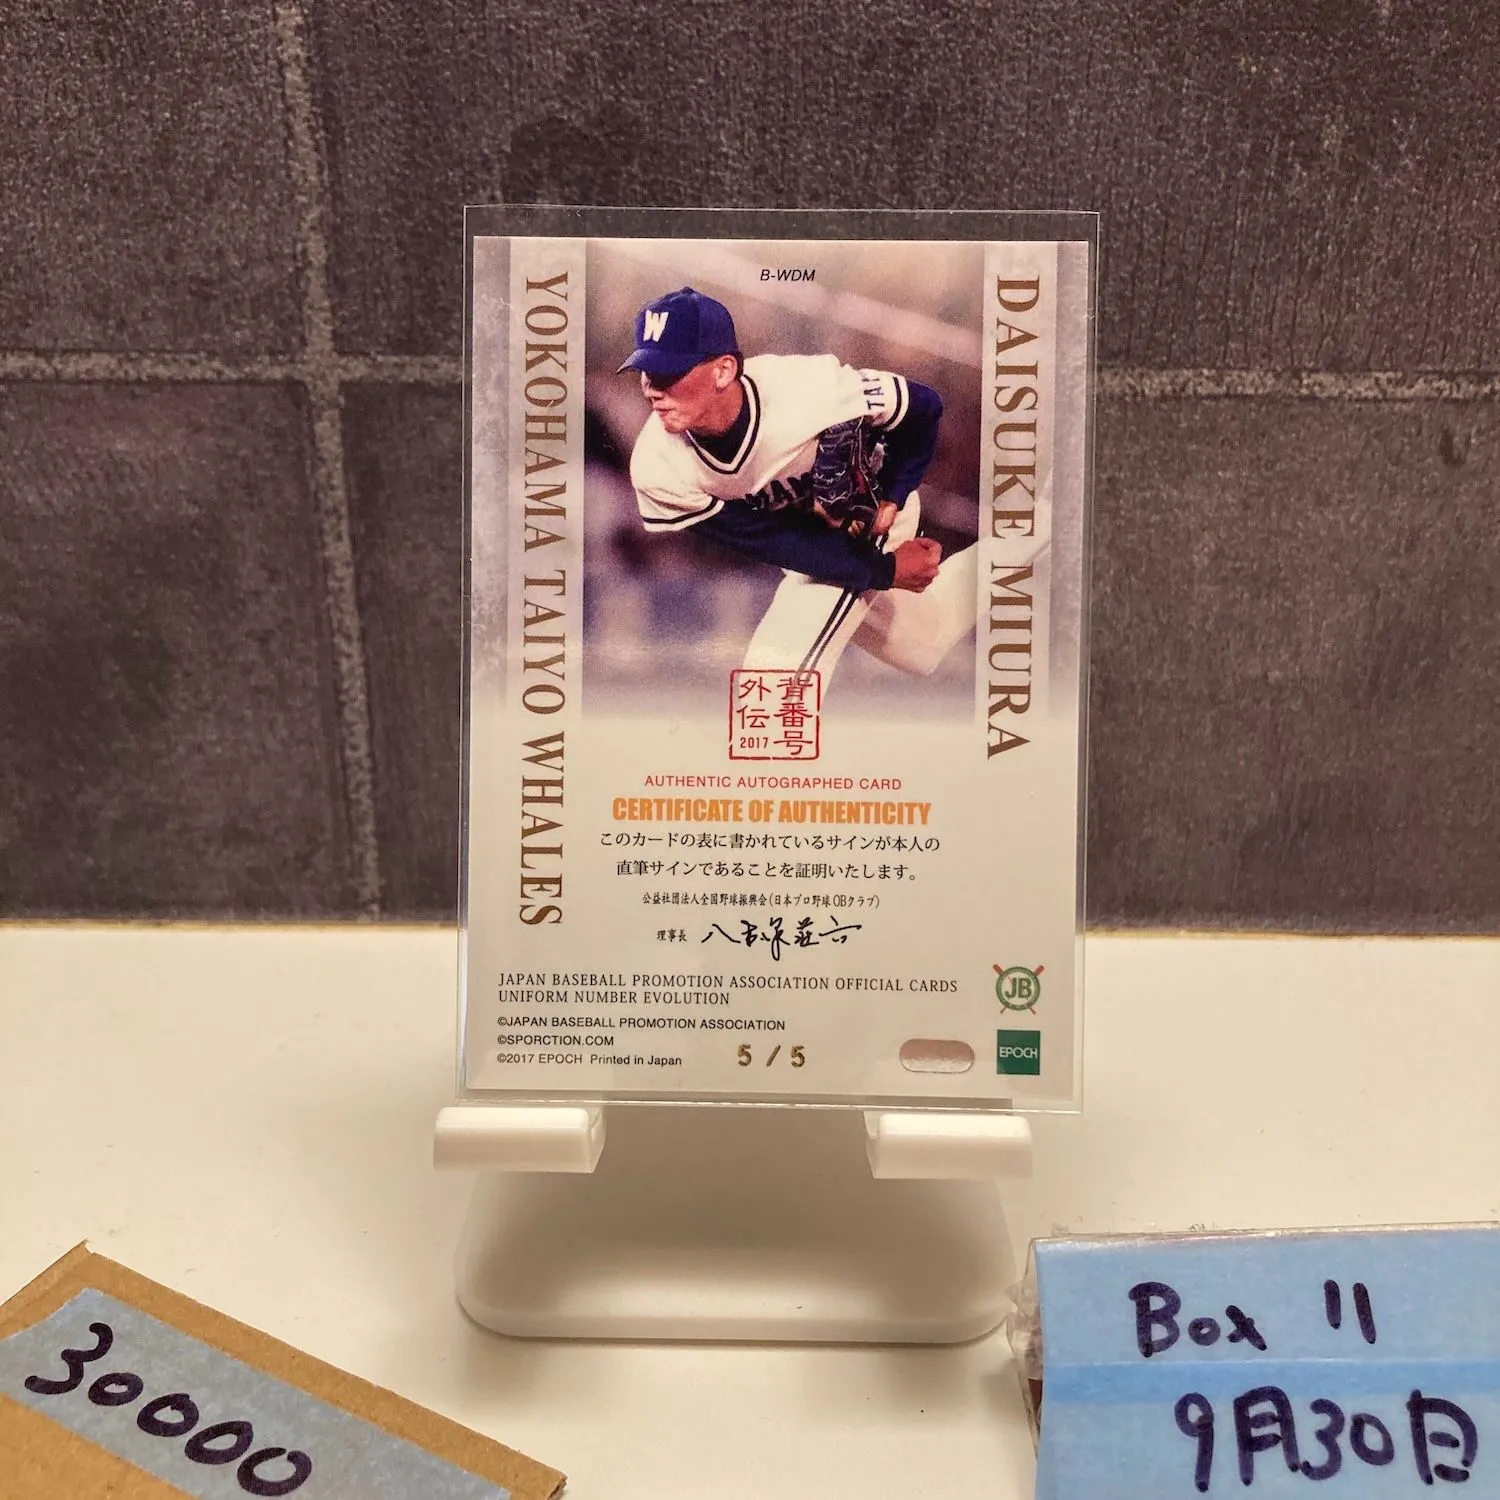 B-WDM
W
YOKOHAMA TAIYO WHALES
DAISUKE MIURA
背番号
外伝
2017
AUTHENTIC AUTOGRAPHED CARD
CERTIFICATE OF AUTHENTICITY
このカードの表に書かれているサインが本人の
直筆サインであることを証明いたします。
公益社団法人全国野球振興会(日本プロ野球OBクラブ)
理事長 八木沢荘六
JAPAN BASEBALL PROMOTION ASSOCIATION OFFICIAL CARDS
UNIFORM NUMBER EVOLUTION
JB
©JAPAN BASEBALL PROMOTION ASSOCIATION
©SPORCTION.COM
©2017 EPOCH Printed in Japan
5 / 5
EPOCH
30000
Box 11
9月30日